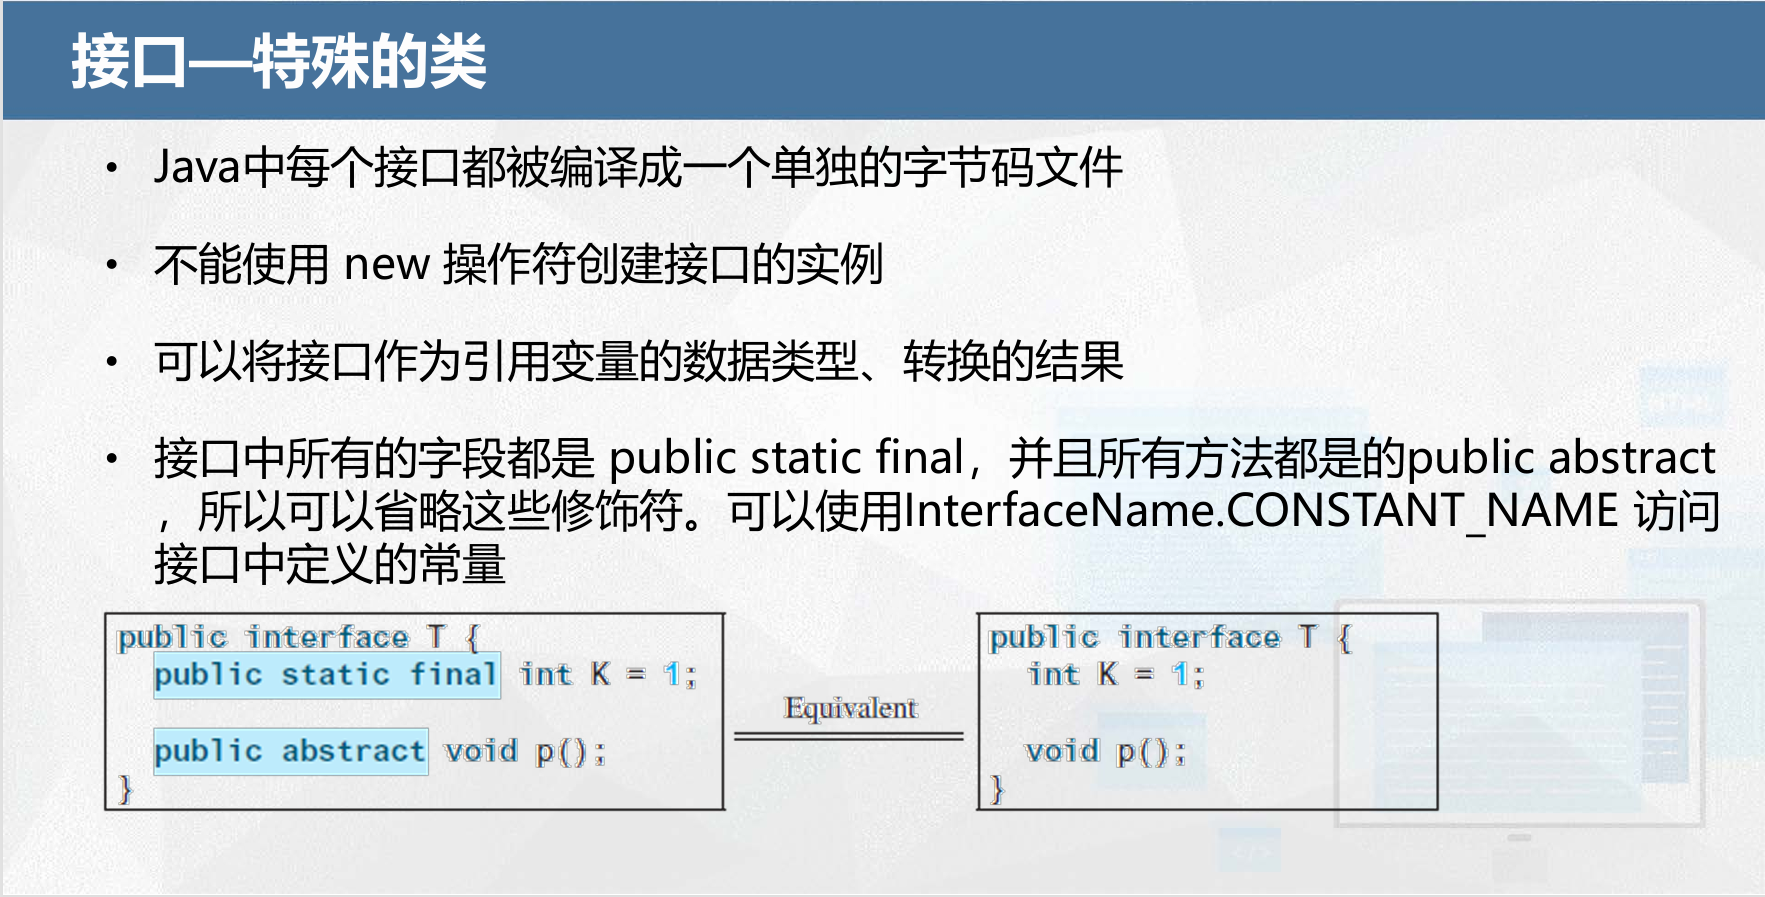 接口—特殊的类
• Java中每个接口都被编译成一个单独的字节码文件
• 不能使用 new 操作符创建接口的实例
• 可以将接口作为引用变量的数据类型、转换的结果
• 接口中所有的字段都是 public static final，并且所有方法都是的public abstract
，所以可以省略这些修饰符。可以使用InterfaceName.CONSTANT_NAME 访问
接口中定义的常量
public interface T {
public static final int K = 1;
public abstract void p();
}
Equivalent
public interface T {
int K = 1;
void p();
}